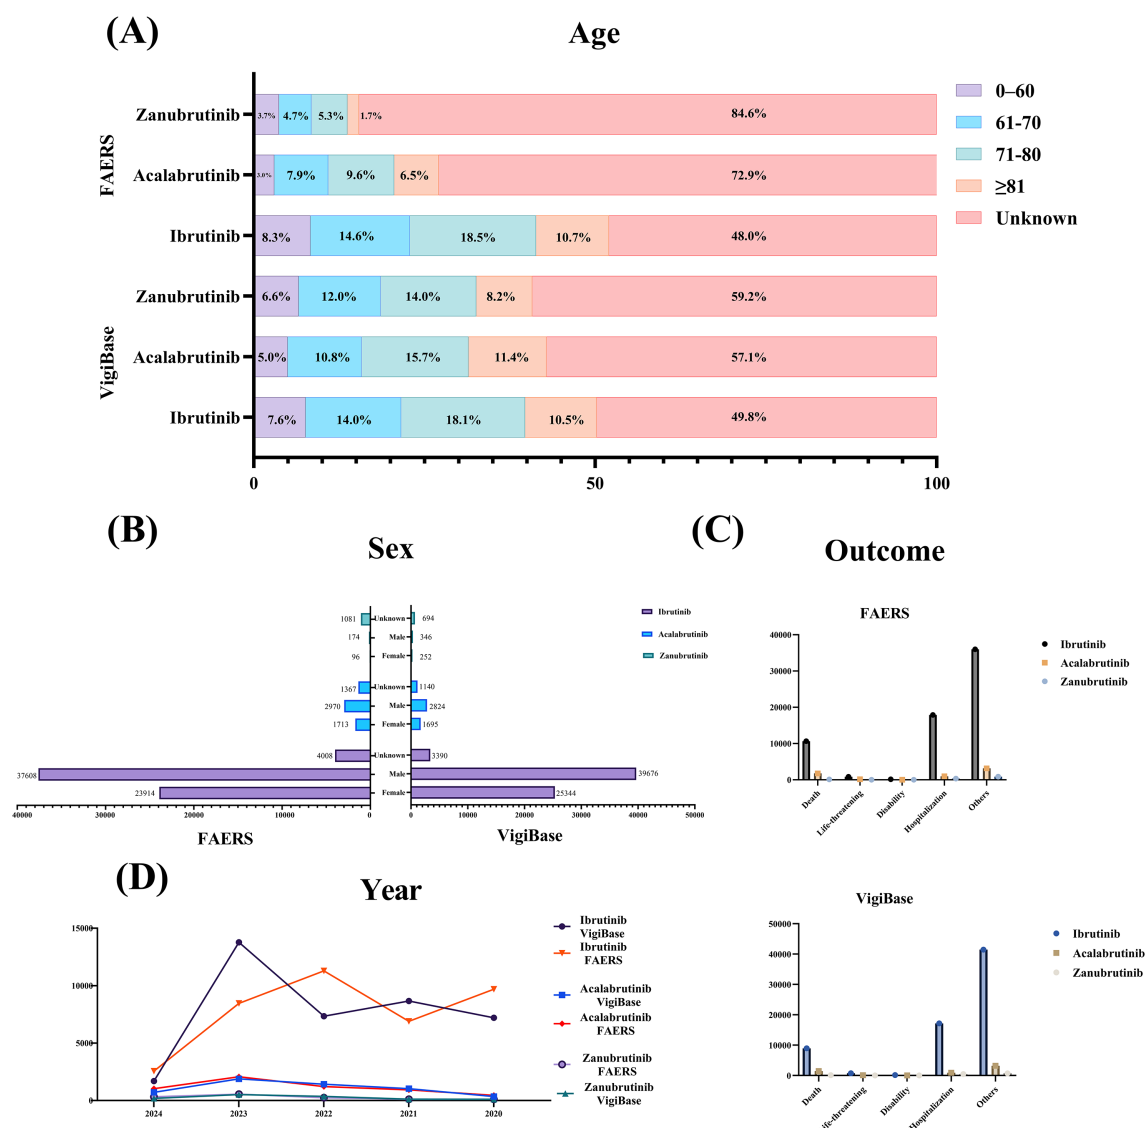 (A)
Age
FAERS
Zanubrutinib
3.7%
4.7%
5.3%
1.7%
84.6%
Acalabrutinib
3.0%
7.9%
9.6%
6.5%
72.9%
Ibrutinib
8.3%
14.6%
18.5%
10.7%
48.0%
VigiBase
Zanubrutinib
6.6%
12.0%
14.0%
8.2%
59.2%
Acalabrutinib
5.0%
10.8%
15.7%
11.4%
57.1%
Ibrutinib
7.6%
14.0%
18.1%
10.5%
49.8%
0
50
100
0–60
61-70
71-80
≥81
Unknown
(B)
Sex
1081
Unknown
694
174
Male
346
96
Female
252
1367
Unknown
1140
2970
Male
2824
1713
Female
1695
4008
Unknown
3390
37608
Male
39676
23914
Female
25344
40000
30000
20000
10000
0
0
10000
20000
30000
40000
50000
FAERS
VigiBase
Ibrutinib
Acalabrutinib
Zanubrutinib
(C)
Outcome
FAERS
40000
30000
20000
10000
0
Death
Life-threatening
Disability
Hospitalization
Others
Ibrutinib
Acalabrutinib
Zanubrutinib
VigiBase
50000
40000
30000
20000
10000
0
Death
Life-threatening
Disability
Hospitalization
Others
Ibrutinib
Acalabrutinib
Zanubrutinib
(D)
Year
15000
10000
5000
0
2024
2023
2022
2021
2020
Ibrutinib
VigiBase
Ibrutinib
FAERS
Acalabrutinib
VigiBase
Acalabrutinib
FAERS
Zanubrutinib
FAERS
Zanubrutinib
VigiBase